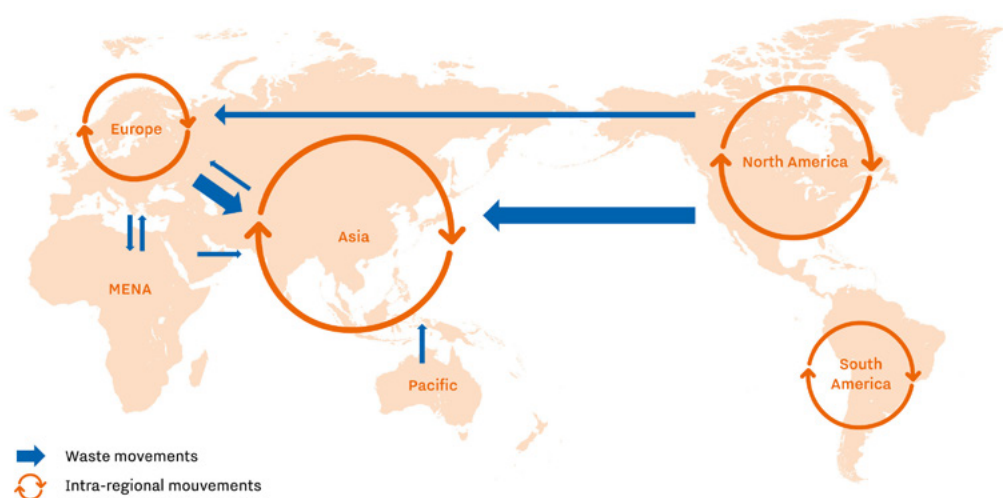 Europe
North America
Asia
MENA
Pacific
South
America
Waste movements
Intra-regional mouvements